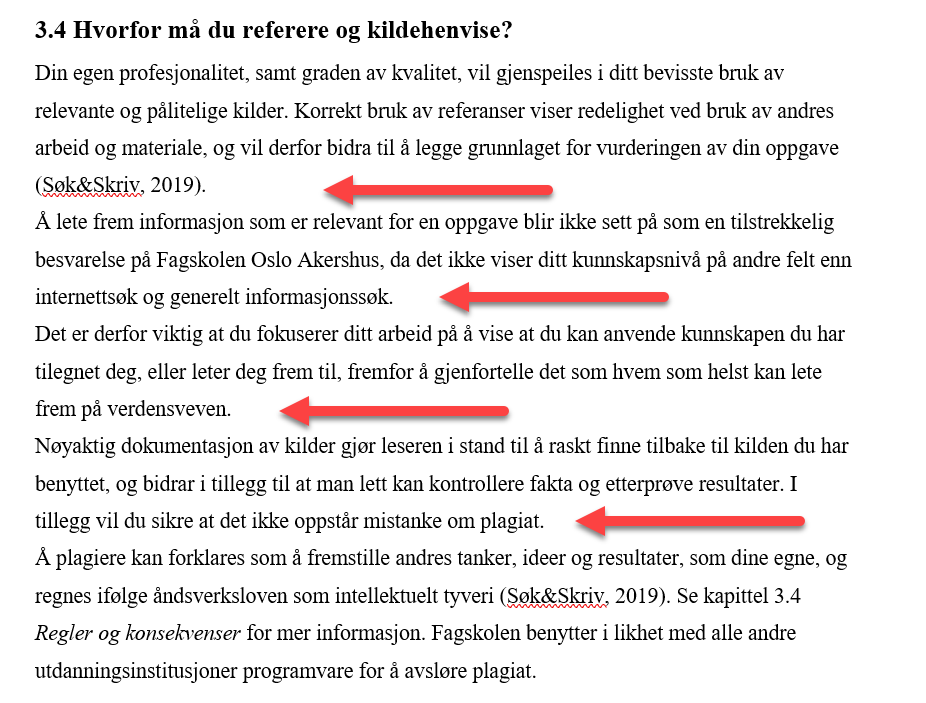 3.4 Hvorfor må du referere og kildehenvise?
Din egen profesjonalitet, samt graden av kvalitet, vil gjenspeiles i ditt bevisste bruk av
relevante og pålitelige kilder. Korrekt bruk av referanser viser redelighet ved bruk av andres
arbeid og materiale, og vil derfor bidra til å legge grunnlaget for vurderingen av din oppgave
(Søk&Skriv, 2019).
Å lete frem informasjon som er relevant for en oppgave blir ikke sett på som en tilstrekkelig
besvarelse på Fagskolen Oslo Akershus, da det ikke viser ditt kunnskapsnivå på andre felt enn
internettsøk og generelt informasjonssøk.
Det er derfor viktig at du fokuserer ditt arbeid på å vise at du kan anvende kunnskapen du har
tilegnet deg, eller leter deg frem til, fremfor å gjenfortelle det som hvem som helst kan lete
frem på verdensveven.
Nøyaktig dokumentasjon av kilder gjør leseren i stand til å raskt finne tilbake til kilden du har
benyttet, og bidrar i tillegg til at man lett kan kontrollere fakta og etterprøve resultater. I
tillegg vil du sikre at det ikke oppstår mistanke om plagiat.
Å plagiere kan forklares som å fremstille andres tanker, ideer og resultater, som dine egne, og
regnes ifølge åndsverksloven som intellektuelt tyveri (Søk&Skriv, 2019). Se kapittel 3.4
Regler og konsekvenser for mer informasjon. Fagskolen benytter i likhet med alle andre
utdanningsinstitusjoner programvare for å avsløre plagiat.